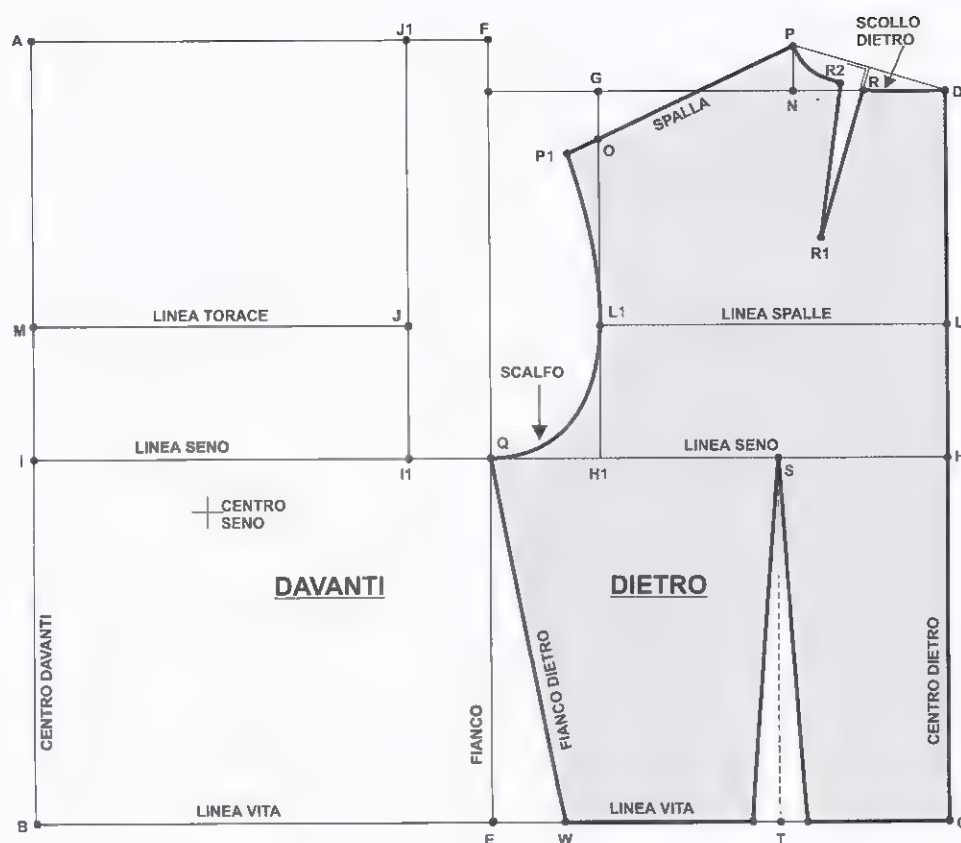 A
J1
F
P
SCOLLO
DIETRO
G
R2
R
D
N
SPALLA
P1
O
R1
M
LINEA TORACE
J
L1
LINEA SPALLE
L
SCALFO
I
LINEA SENO
I1
Q
H1
LINEA SENO
S
H
CENTRO
SENO
DAVANTI
DIETRO
CENTRO DAVANTI
FIANCO
FIANCO DIETRO
CENTRO DIETRO
B
LINEA VITA
E
W
LINEA VITA
T
C